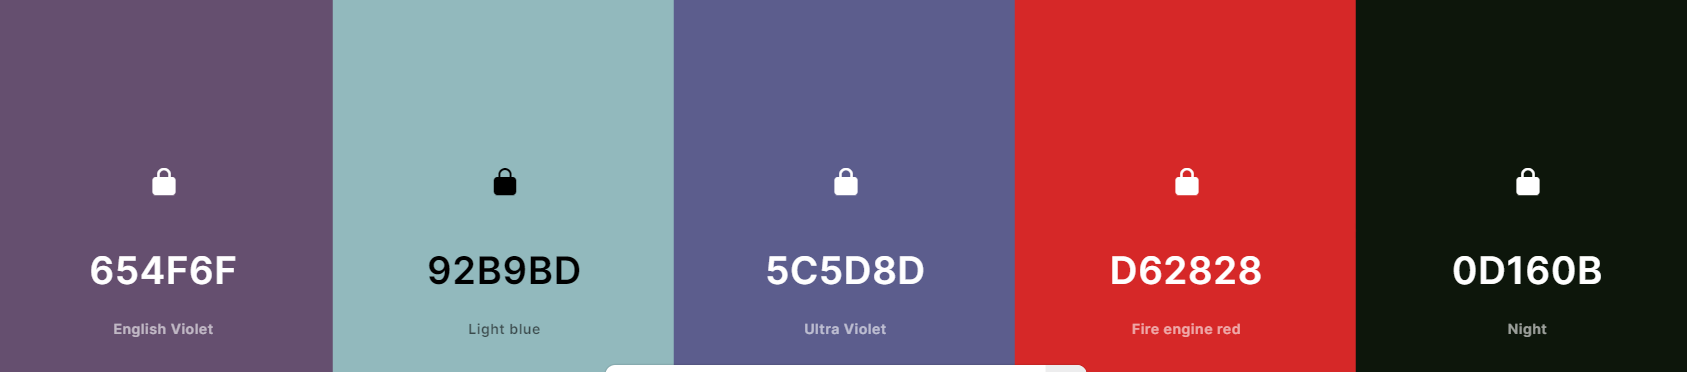 654F6F
English Violet
92B9BD
Light blue
5C5D8D
Ultra Violet
D62828
Fire engine red
0D160B
Night